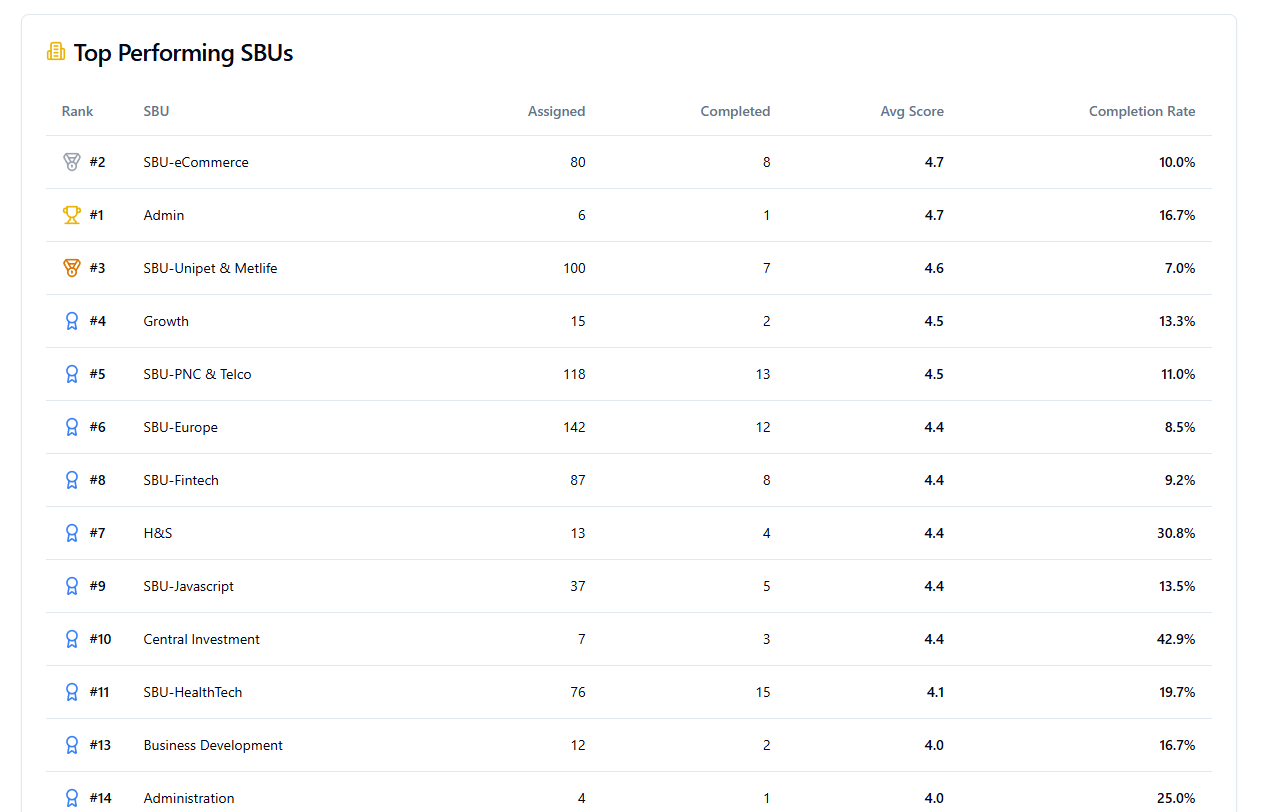 Top Performing SBUs
Rank SBU Assigned Completed Avg Score Completion Rate
#2 SBU-eCommerce 80 8 4.7 10.0%
#1 Admin 6 1 4.7 16.7%
#3 SBU-Unipet & Metlife 100 7 4.6 7.0%
#4 Growth 15 2 4.5 13.3%
#5 SBU-PNC & Telco 118 13 4.5 11.0%
#6 SBU-Europe 142 12 4.4 8.5%
#8 SBU-Fintech 87 8 4.4 9.2%
#7 H&S 13 4 4.4 30.8%
#9 SBU-Javascript 37 5 4.4 13.5%
#10 Central Investment 7 3 4.4 42.9%
#11 SBU-HealthTech 76 15 4.1 19.7%
#13 Business Development 12 2 4.0 16.7%
#14 Administration 4 1 4.0 25.0%